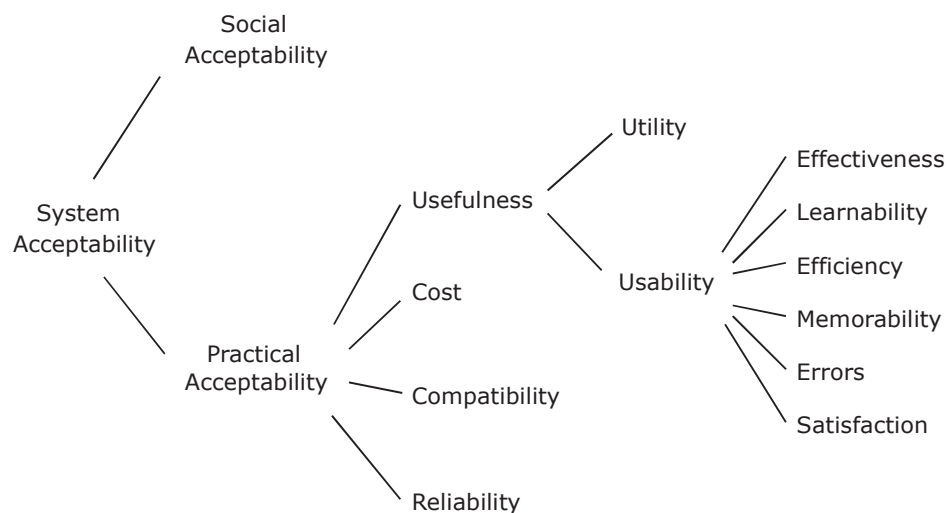 Social
Acceptability
System
Acceptability
Practical
Acceptability
Usefulness
Cost
Compatibility
Reliability
Utility
Usability
Effectiveness
Learnability
Efficiency
Memorability
Errors
Satisfaction